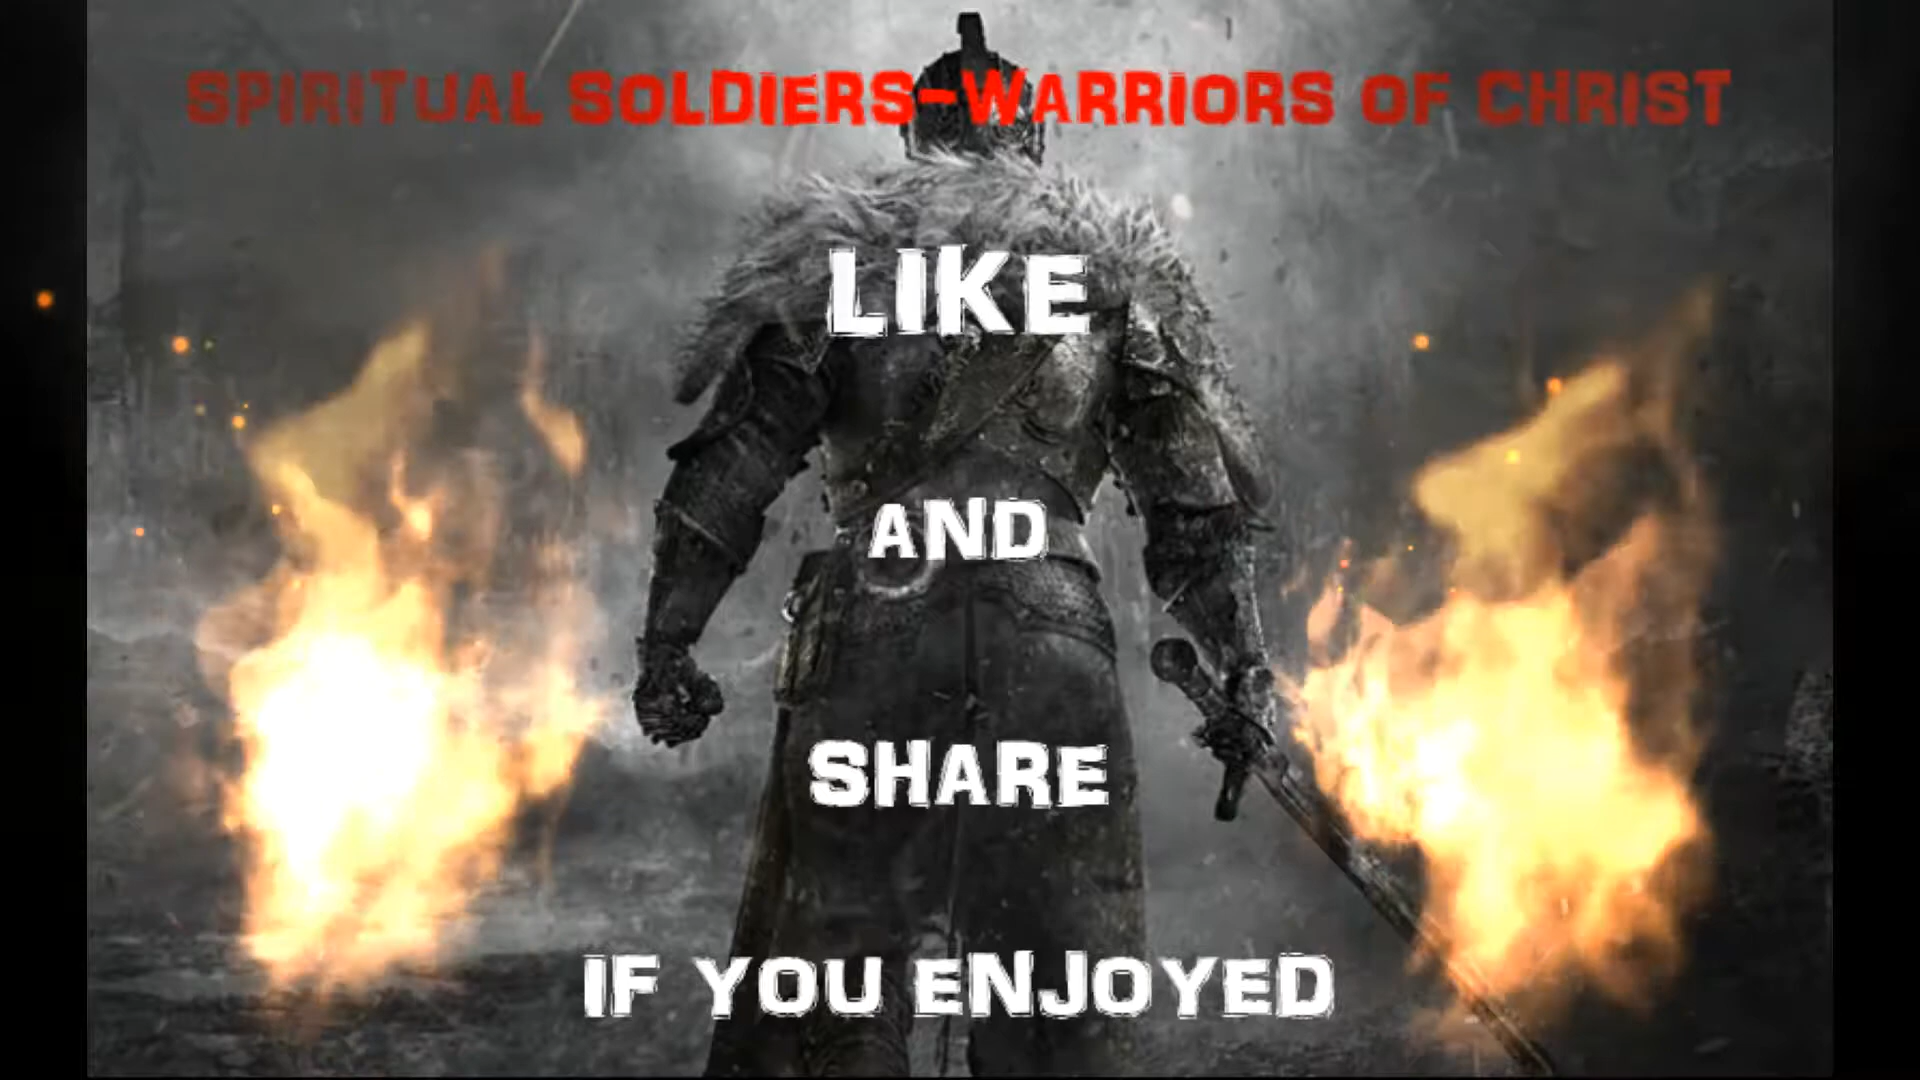 SPIRITUAL SOLDIERS-WARRIORS OF CHRIST
LIKE
AND
SHARE
IF YOU ENJOYED